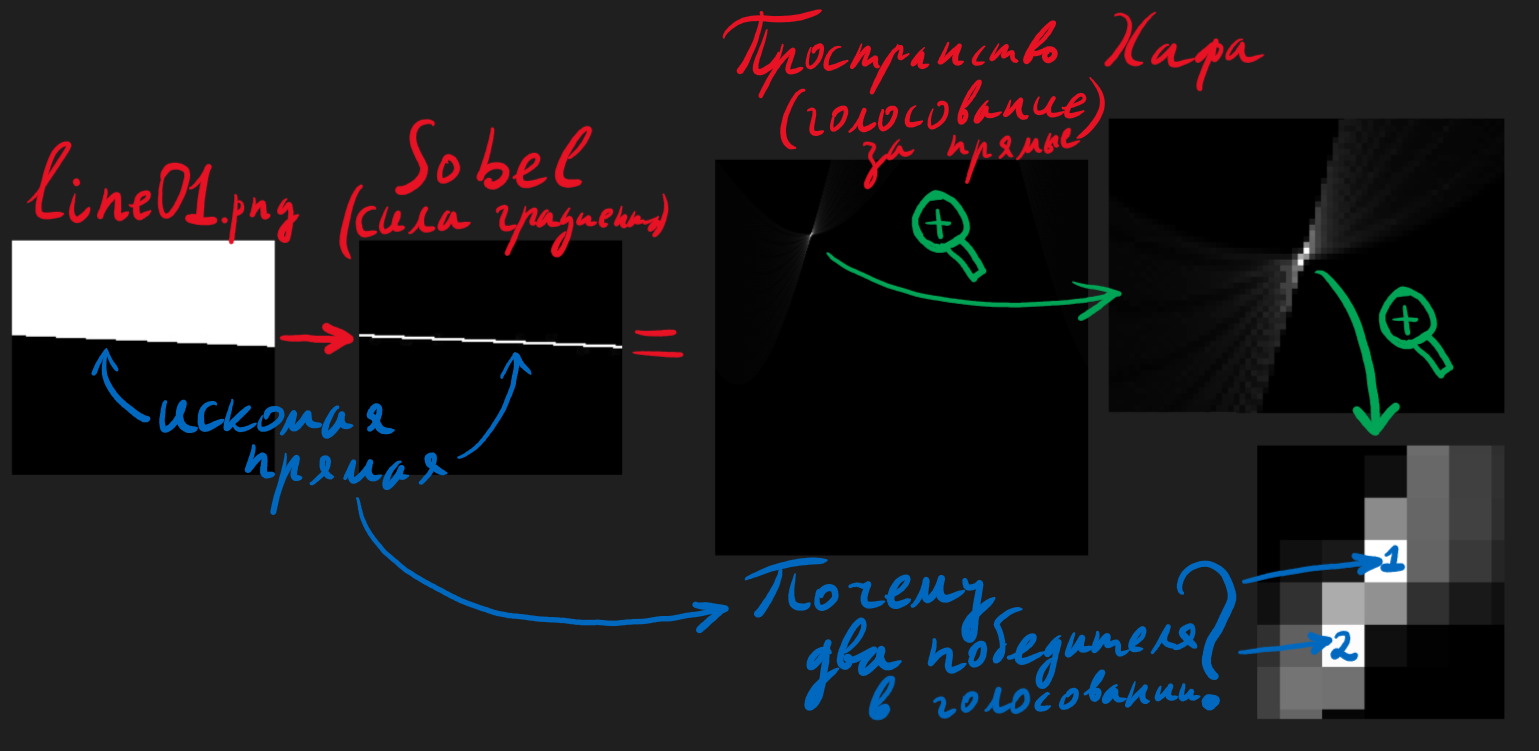 line01.png
Sobel
(сила градиента)
Пространство Хафа
(голосование)
за прямые
искомая
прямая
Почему
два победителя
в голосовании?
1
2